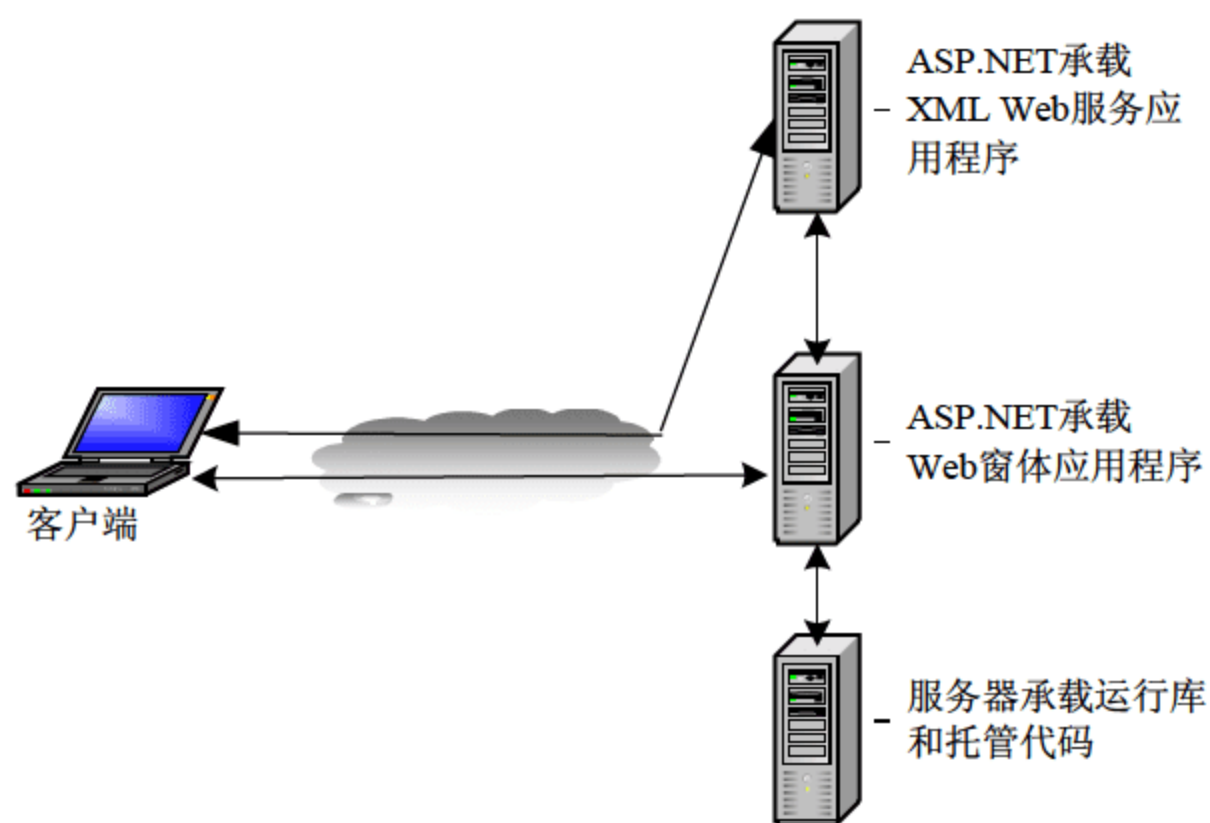 ASP.NET承载
XML Web服务应
用程序
ASP.NET承载
Web窗体应用程序
客户端
服务器承载运行库
和托管代码